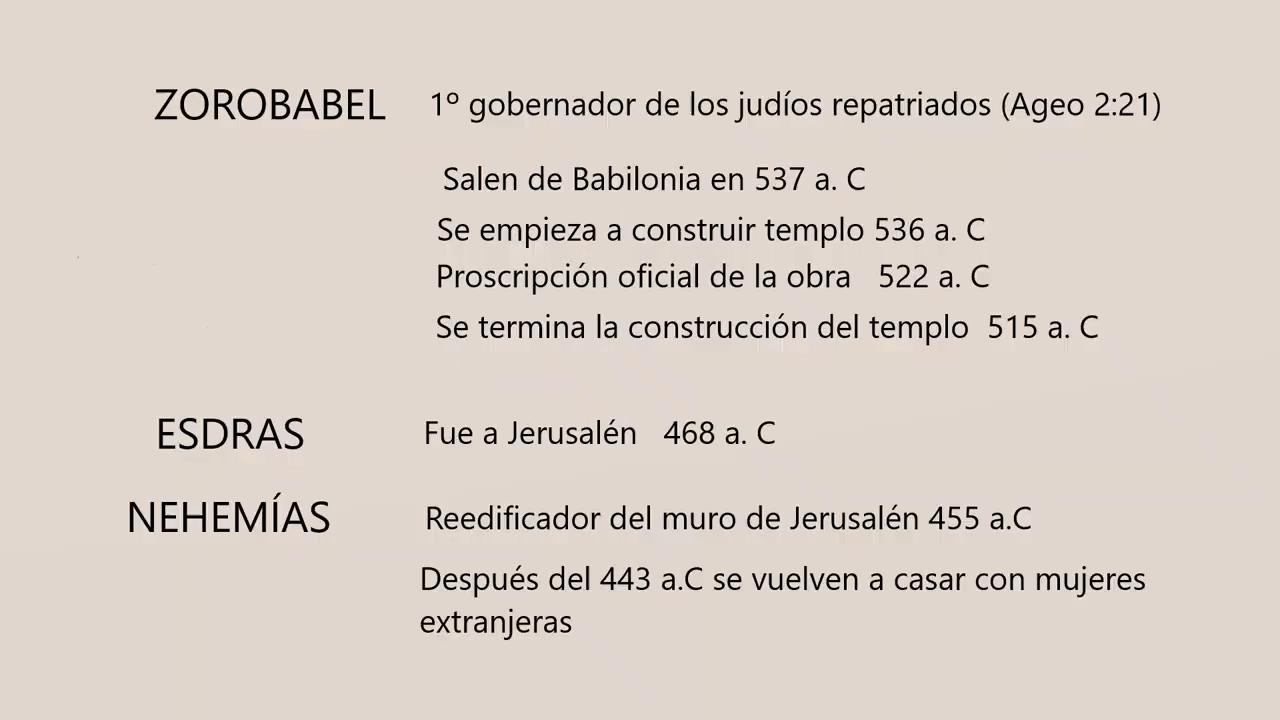 ZOROBABEL 1º gobernador de los judíos repatriados (Ageo 2:21)
Salen de Babilonia en 537 a. C
Se empieza a construir templo 536 a. C
Proscripción oficial de la obra 522 a. C
Se termina la construcción del templo 515 a. C
ESDRAS Fue a Jerusalén 468 a. C
NEHEMÍAS Reedificador del muro de Jerusalén 455 a.C
Después del 443 a.C se vuelven a casar con mujeres
extranjeras